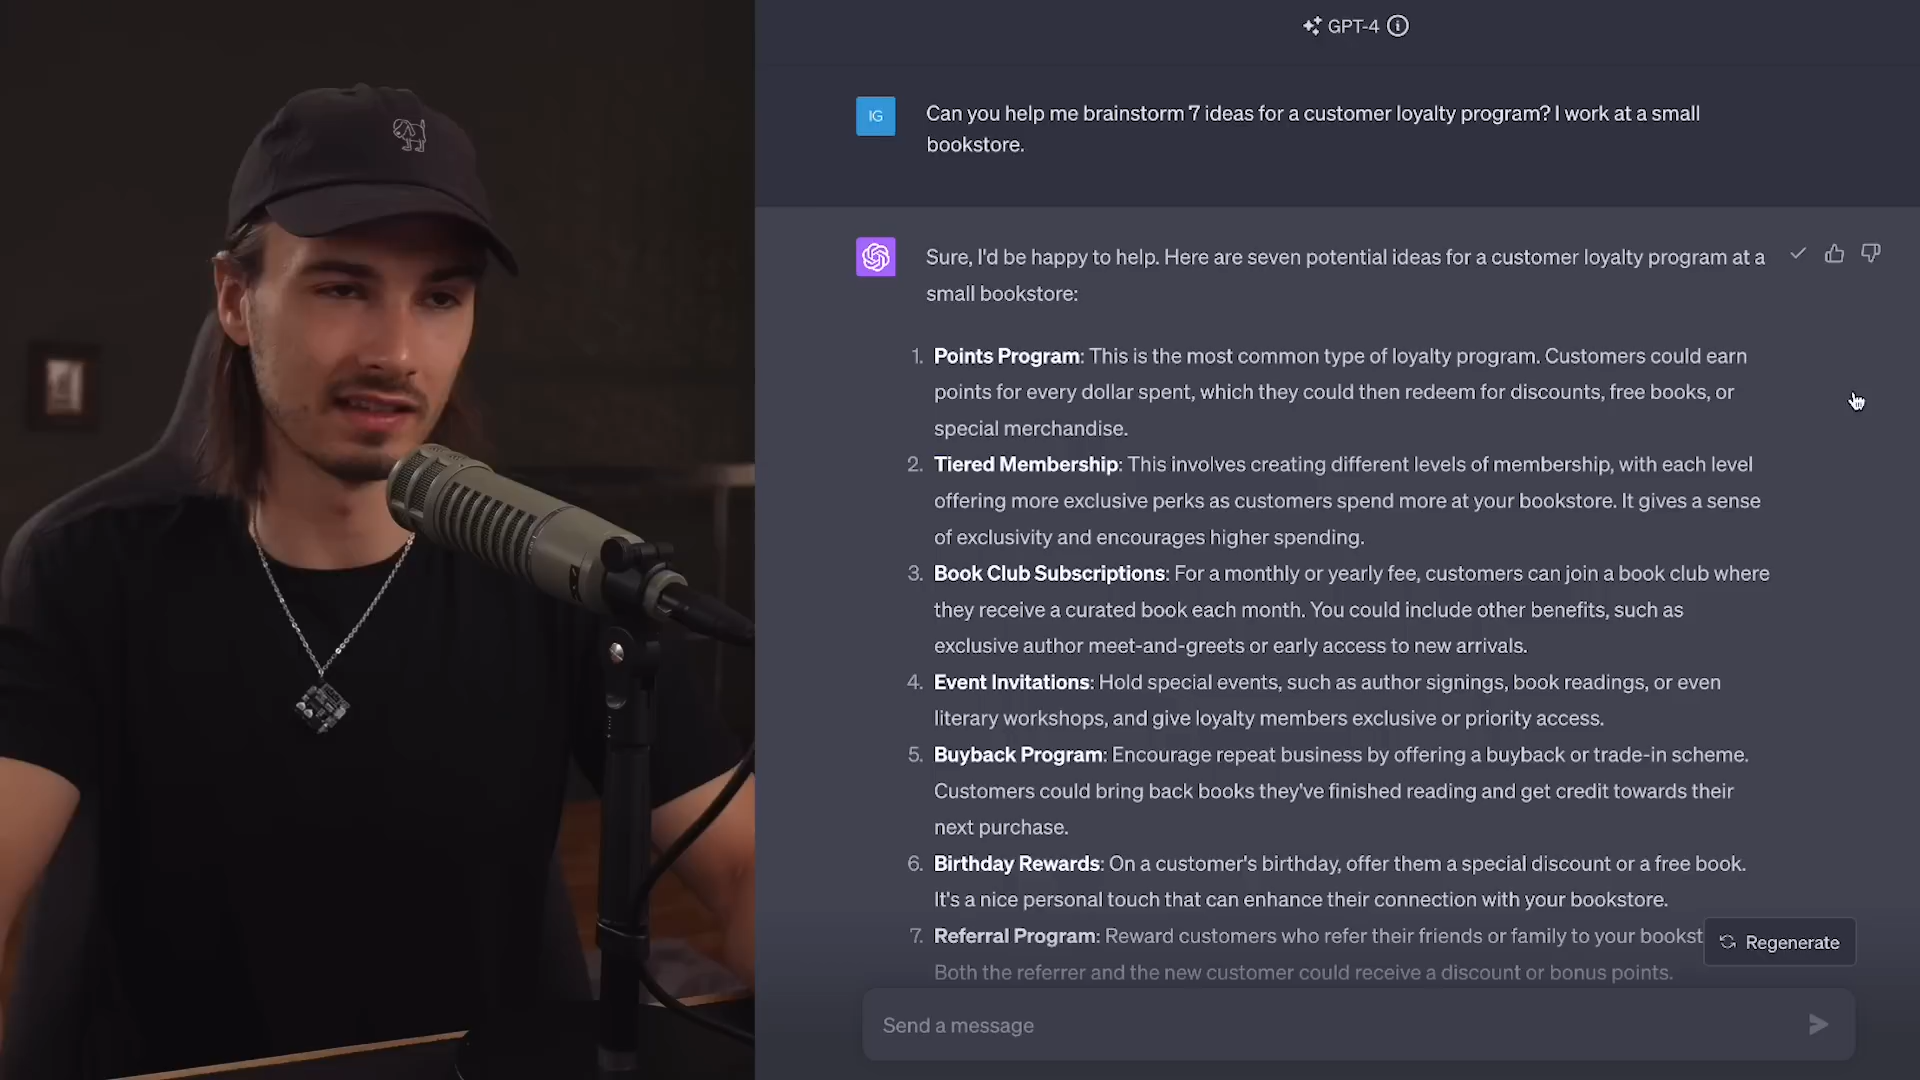 GPT-4
IG
Can you help me brainstorm 7 ideas for a customer loyalty program? I work at a small
bookstore.
Sure, I'd be happy to help. Here are seven potential ideas for a customer loyalty program at a
small bookstore:
1. Points Program: This is the most common type of loyalty program. Customers could earn
points for every dollar spent, which they could then redeem for discounts, free books, or
special merchandise.
2. Tiered Membership: This involves creating different levels of membership, with each level
offering more exclusive perks as customers spend more at your bookstore. It gives a sense
of exclusivity and encourages higher spending.
3. Book Club Subscriptions: For a monthly or yearly fee, customers can join a book club where
they receive a curated book each month. You could include other benefits, such as
exclusive author meet-and-greets or early access to new arrivals.
4. Event Invitations: Hold special events, such as author signings, book readings, or even
literary workshops, and give loyalty members exclusive or priority access.
5. Buyback Program: Encourage repeat business by offering a buyback or trade-in scheme.
Customers could bring back books they've finished reading and get credit towards their
next purchase.
6. Birthday Rewards: On a customer's birthday, offer them a special discount or a free book.
It's a nice personal touch that can enhance their connection with your bookstore.
7. Referral Program: Reward customers who refer their friends or family to your bookst
Regenerate
Both the referrer and the new customer could receive a discount or bonus points.
Send a message